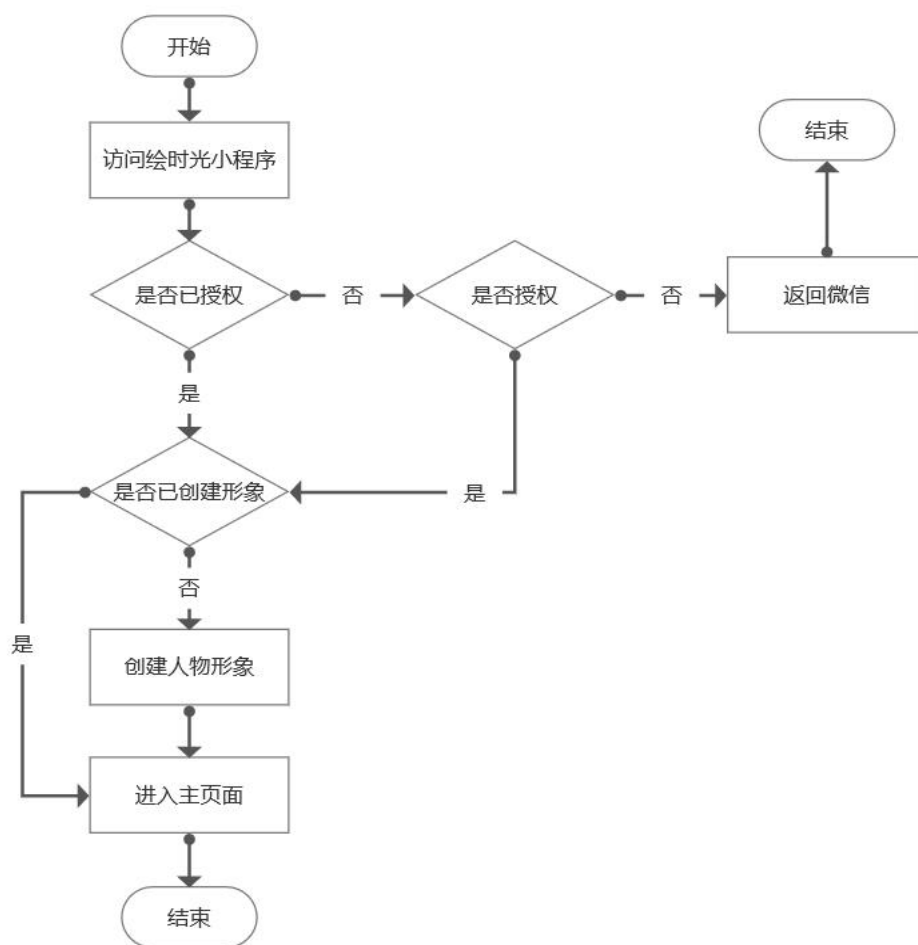 开始
访问绘时光小程序
结束
是否已授权
否
是否授权
否
返回微信
是
是否已创建形象
是
否
是
创建人物形象
进入主页面
结束